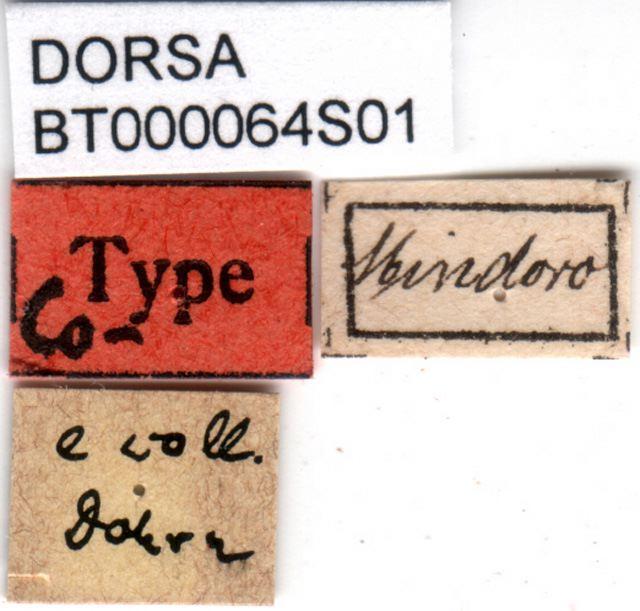 DORSA
BT000064S01
Type
Co-
Mindoro
e coll.
Dohrn